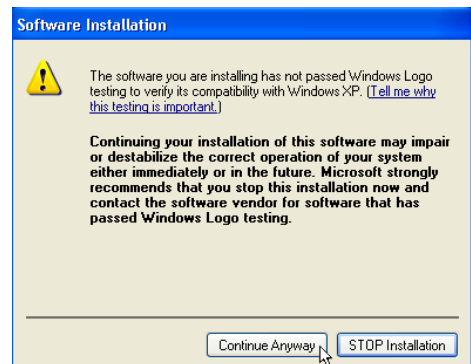 Software Installation
The software you are installing has not passed Windows Logo
testing to verify its compatibility with Windows XP. (Tell me why
this testing is important.)
Continuing your installation of this software may impair
or destabilize the correct operation of your system
either immediately or in the future. Microsoft strongly
recommends that you stop this installation now and
contact the software vendor for software that has
passed Windows Logo testing.
Continue Anyway
STOP Installation